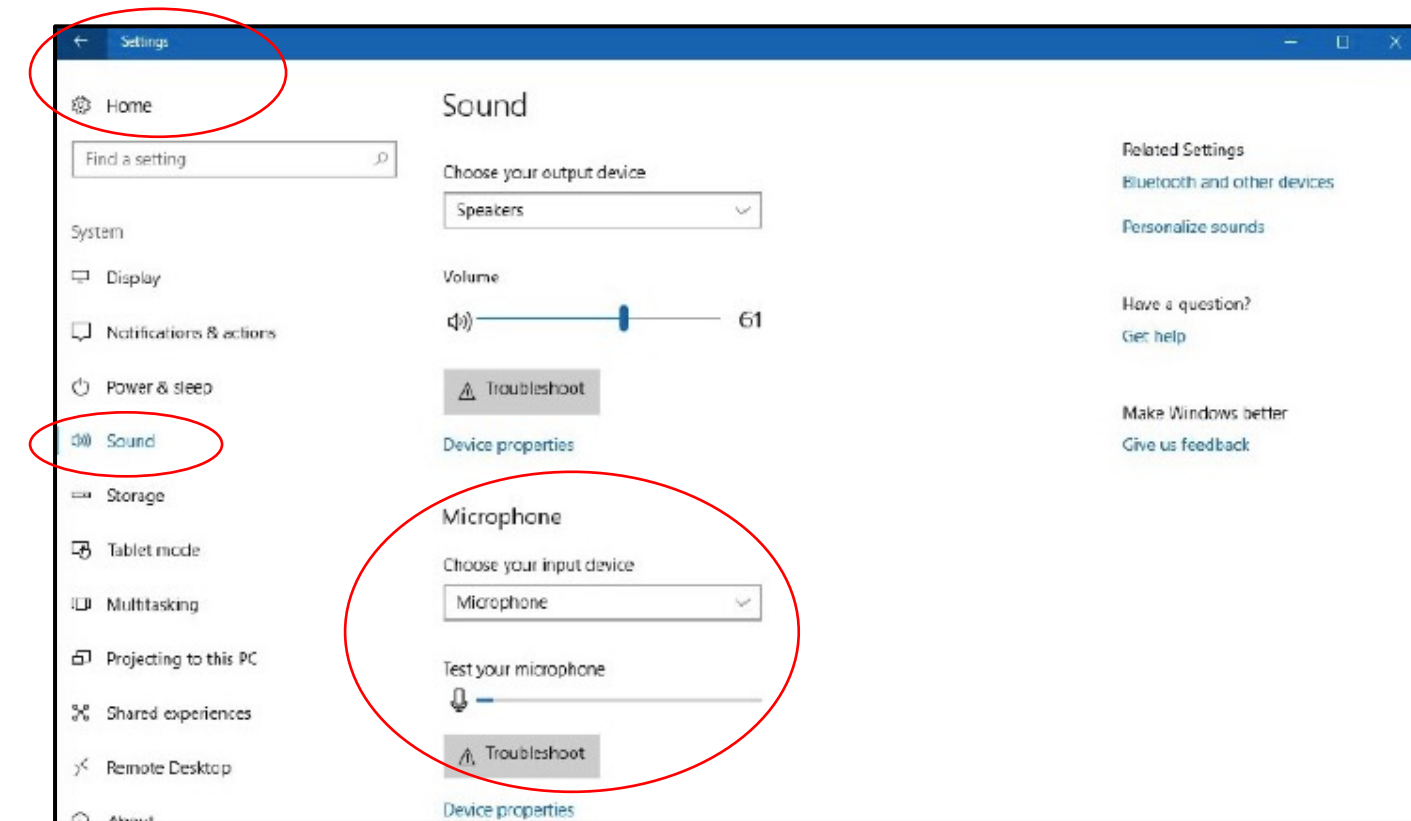 Settings
Home
Find a setting
System
Display
Notifications & actions
Power & sleep
Sound
Storage
Tablet mode
Multitasking
Projecting to this PC
Shared experiences
Remote Desktop
About
Sound
Choose your output device
Speakers
Volume
61
Troubleshoot
Device properties
Microphone
Choose your input device
Microphone
Test your microphone
Troubleshoot
Device properties
Related Settings
Bluetooth and other devices
Personalize sounds
Have a question?
Get help
Make Windows better
Give us feedback